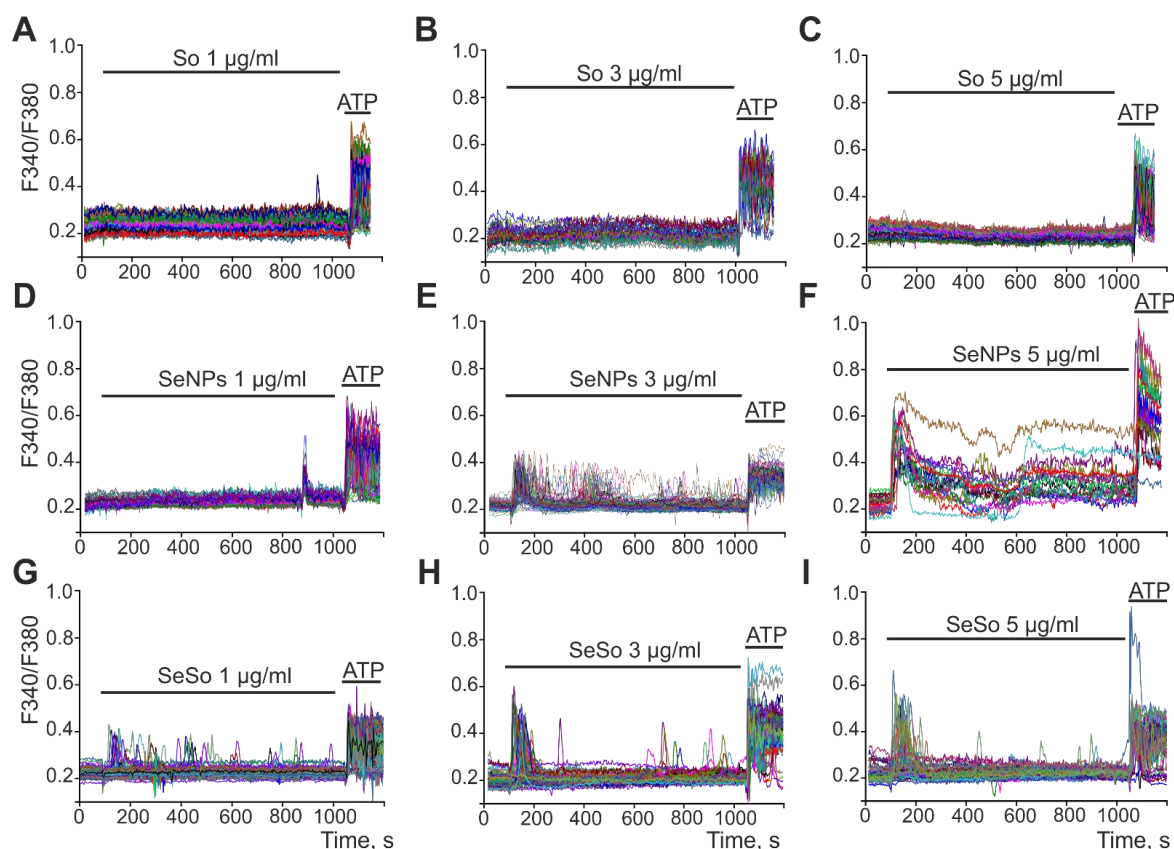 A
B
C
So 1 µg/ml
So 3 µg/ml
So 5 µg/ml
ATP
ATP
ATP
F340/F380
1.0
0.8
0.6
0.4
0.2
1.0
0.8
0.6
0.4
0.2
1.0
0.8
0.6
0.4
0.2
0 200 400 600 800 1000
0 200 400 600 800 1000
0 200 400 600 800 1000
D
E
F
SeNPs 1 µg/ml
SeNPs 3 µg/ml
SeNPs 5 µg/ml
ATP
ATP
ATP
F340/F380
1.0
0.8
0.6
0.4
0.2
1.0
0.8
0.6
0.4
0.2
1.0
0.8
0.6
0.4
0.2
0 200 400 600 800 1000
0 200 400 600 800 1000
0 200 400 600 800 1000
G
H
I
SeSo 1 µg/ml
SeSo 3 µg/ml
SeSo 5 µg/ml
ATP
ATP
ATP
F340/F380
1.0
0.8
0.6
0.4
0.2
1.0
0.8
0.6
0.4
0.2
1.0
0.8
0.6
0.4
0.2
0 200 400 600 800 1000
0 200 400 600 800 1000
0 200 400 600 800 1000
Time, s
Time, s
Time, s